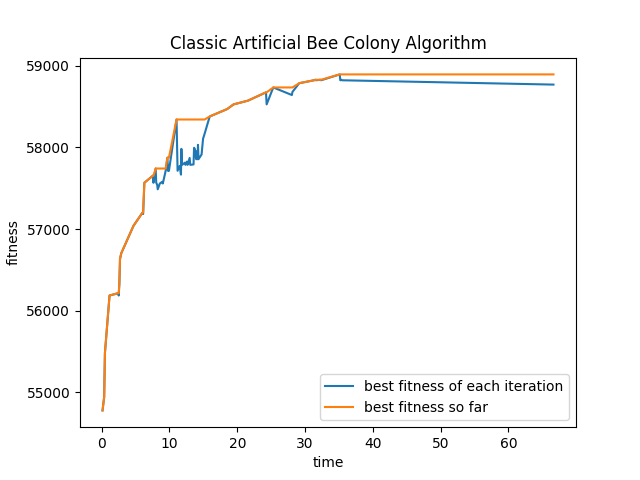 Classic Artificial Bee Colony Algorithm
59000
58000
57000
56000
55000
fitness
0 10 20 30 40 50 60
time
best fitness of each iteration
best fitness so far